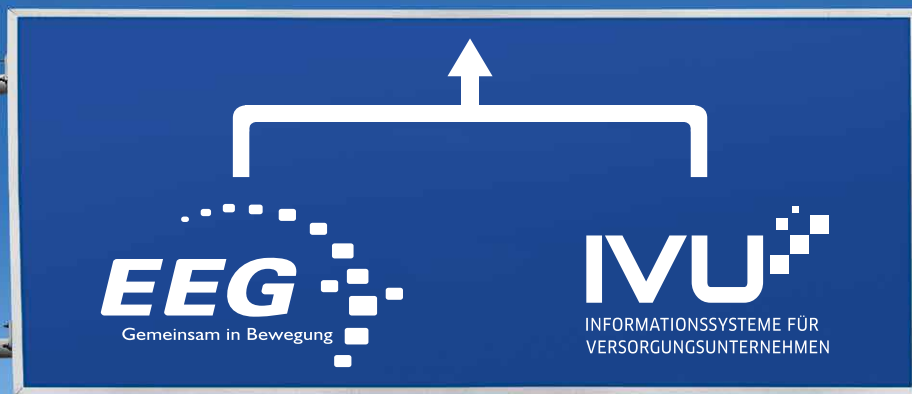 EEG
Gemeinsam in Bewegung
IVU
INFORMATIONSSYSTEME FÜR
VERSORGUNGSUNTERNEHMEN